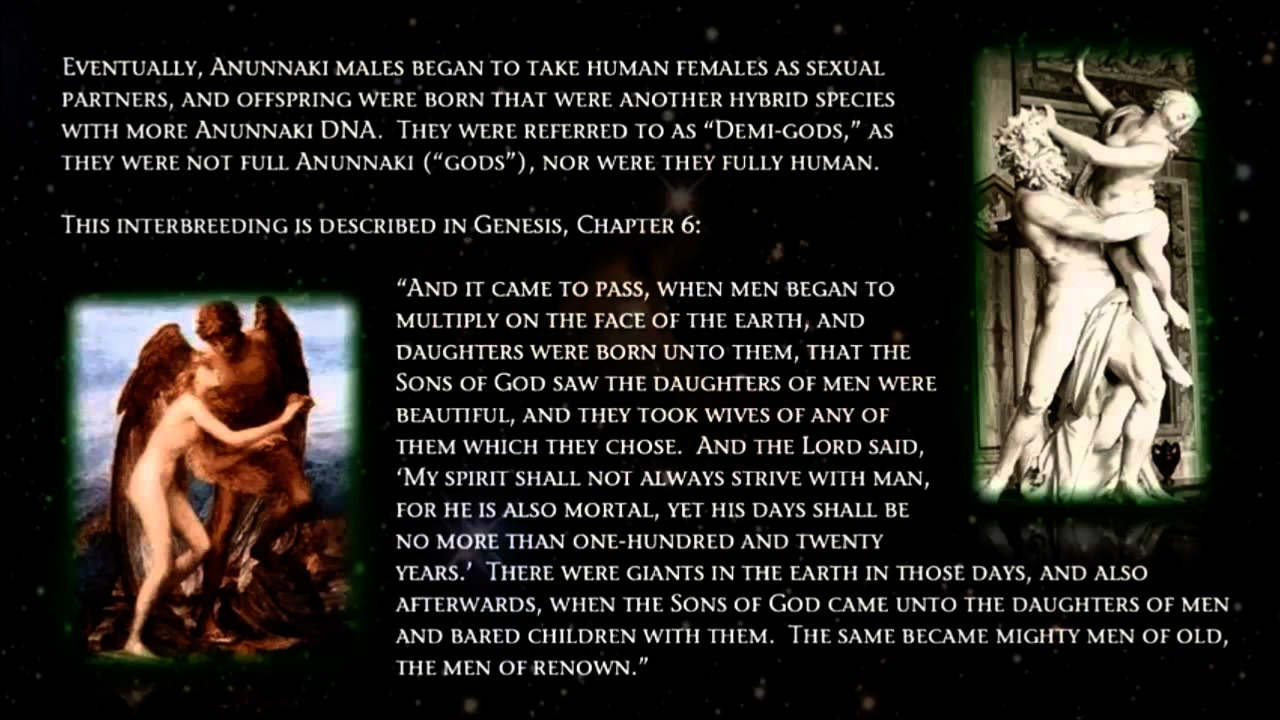 Eventually, Anunnaki males began to take human females as sexual
partners, and offspring were born that were another hybrid species
with more Anunnaki DNA. They were referred to as “Demi-gods,” as
they were not full Anunnaki (“gods”), nor were they fully human.
This interbreeding is described in Genesis, Chapter 6:
“And it came to pass, when men began to
multiply on the face of the earth, and
daughters were born unto them, that the
Sons of God saw the daughters of men were
beautiful, and they took wives of any of
them which they chose. And the Lord said,
‘My spirit shall not always strive with man,
for he is also mortal, yet his days shall be
no more than one-hundred and twenty
years.’ There were giants in the earth in those days, and also
afterwards, when the Sons of God came unto the daughters of men
and bared children with them. The same became mighty men of old,
the men of renown.”